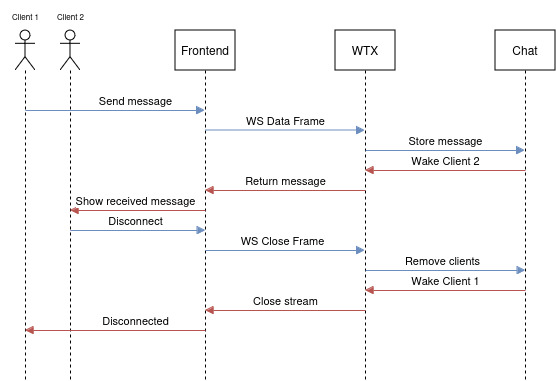 Client 1
Client 2
Frontend
WTX
Chat
Send message
WS Data Frame
Store message
Wake Client 2
Return message
Show received message
Disconnect
WS Close Frame
Remove clients
Wake Client 1
Close stream
Disconnected